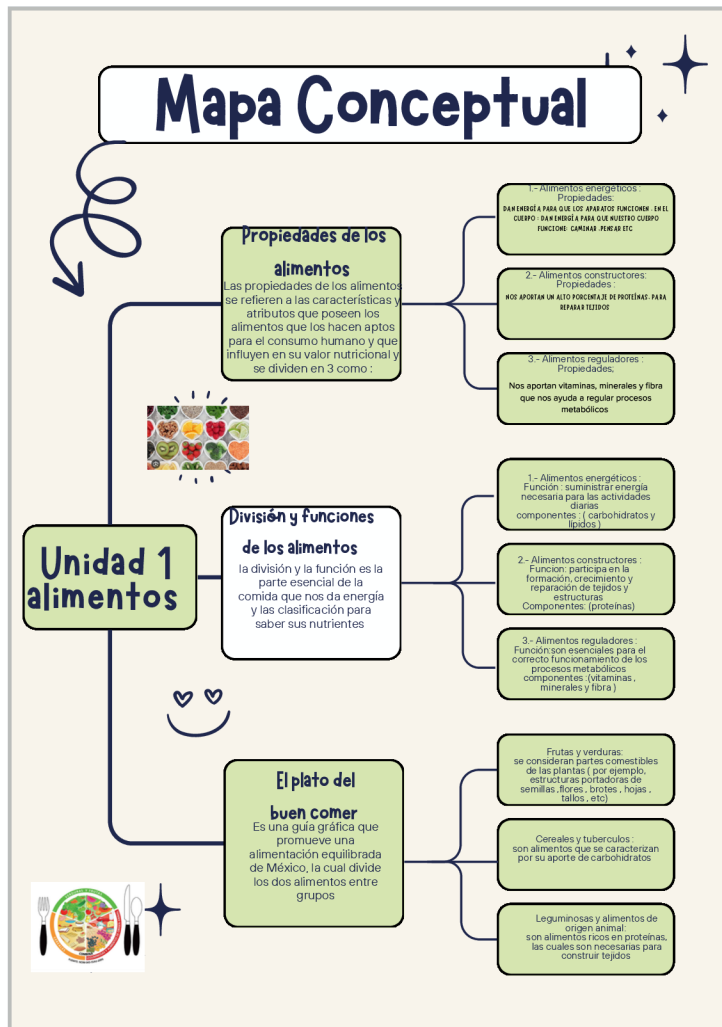 Mapa Conceptual
Propiedades de los
alimentos
Las propiedades de los alimentos
se refieren a las características y
atributos que poseen los
alimentos que los hacen aptos
para el consumo humano y que
influyen en su valor nutricional y
se dividen en 3 como :
1.- Alimentos energéticos :
Propiedades:
DAN ENERGÍA PARA QUE LOS APARATOS FUNCIONEN . EN EL
CUERPO : DAN ENERGÍA PARA QUE NUESTRO CUERPO
FUNCIONE: CAMINAR ,PENSAR ETC
2.- Alimentos constructores:
Propiedades :
NOS APORTAN UN ALTO PORCENTAJE DE PROTEÍNAS . PARA
REPARAR TEJIDOS
3.- Alimentos reguladores :
Propiedades;
Nos aportan vitaminas, minerales y fibra
que nos ayuda a regular procesos
metabólicos
Unidad 1
alimentos
División y funciones
de los alimentos
la división y la función es la
parte esencial de la
comida que nos da energía
y las clasificación para
saber sus nutrientes
1.- Alimentos energéticos :
Función : suministrar energía
necesaria para las actividades
diarias
componentes : ( carbohidratos y
lípidos )
2.- Alimentos constructores :
Funcion: participa en la
formación, crecimiento y
reparación de tejidos y
estructuras
Componentes: (proteínas)
3.- Alimentos reguladores :
Función:son esenciales para el
correcto funcionamiento de los
procesos metabólicos
componentes :(vitaminas ,
minerales y fibra )
El plato del
buen comer
Es una guía gráfica que
promueve una
alimentación equilibrada
de México, la cual divide
los dos alimentos entre
grupos
Frutas y verduras:
se consideran partes comestibles
de las plantas ( por ejemplo,
estructuras portadoras de
semillas ,flores , brotes , hojas ,
tallos , etc)
Cereales y tuberculos :
son alimentos que se caracterizan
por su aporte de carbohidratos
Leguminosas y alimentos de
origen animal:
son alimentos ricos en proteínas,
las cuales son necesarias para
construir tejidos